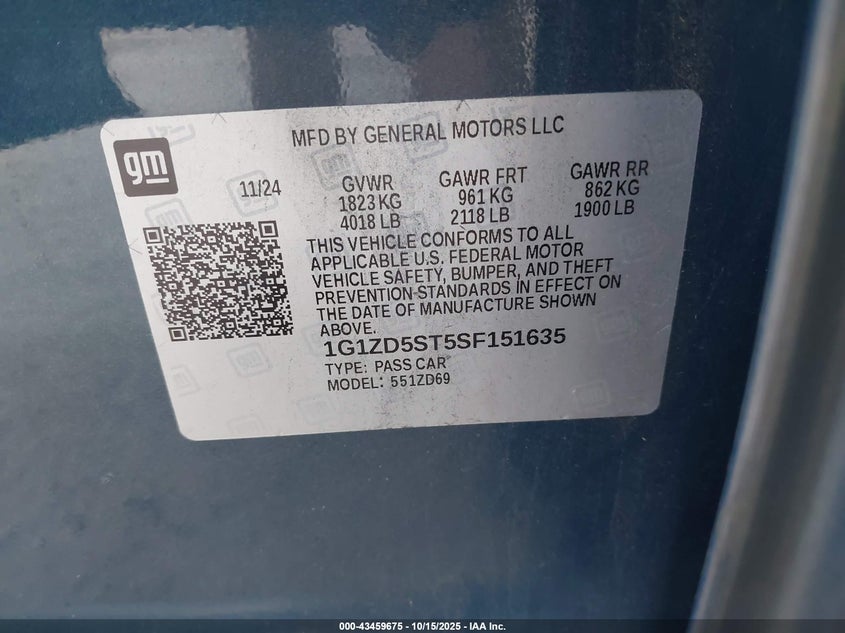 MFD BY GENERAL MOTORS LLC
gm
11/24
GVWR
1823 KG
4018 LB
GAWR FRT
961 KG
2118 LB
GAWR RR
862 KG
1900 LB
THIS VEHICLE CONFORMS TO ALL
APPLICABLE U.S. FEDERAL MOTOR
VEHICLE SAFETY, BUMPER, AND THEFT
PREVENTION STANDARDS IN EFFECT ON
THE DATE OF MANUFACTURE SHOWN
ABOVE.
1G1ZD5ST5SF151635
TYPE: PASS CAR
MODEL: 551ZD69
000-43459675 - 10/15/2025 - IAA Inc.